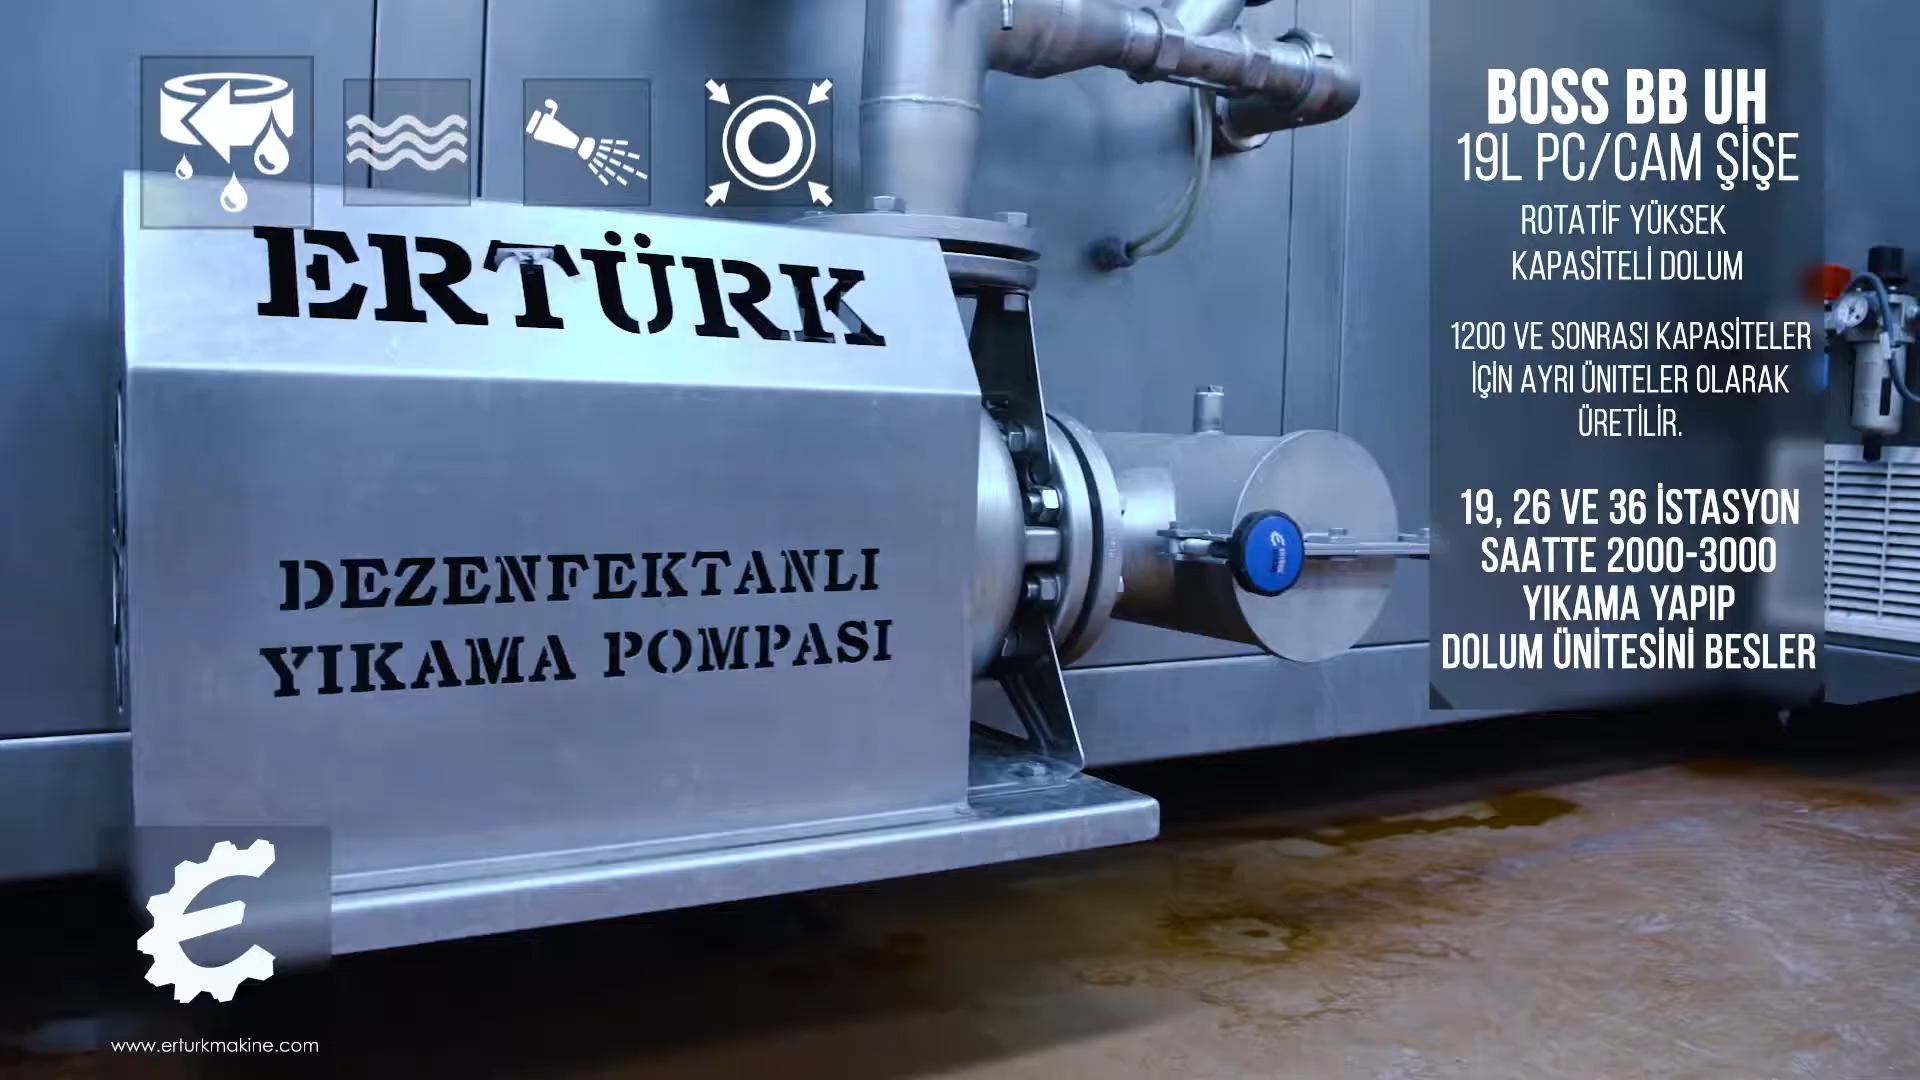 ERTÜRK
DEZENFEKTANLI
YIKAMA POMPASI
BOSS BB UH
19L PC/CAM ŞİŞE
ROTATİF YÜKSEK
KAPASİTELİ DOLUM
1200 VE SONRASI KAPASİTELER
İÇİN AYRI ÜNITELER OLARAK
ÜRETİLİR.
19, 26 VE 36 İSTASYON
SAATTE 2000-3000
YIKAMA YAPIP
DOLUM ÜNİTESİNİ BESLER
www.erturkmakine.com